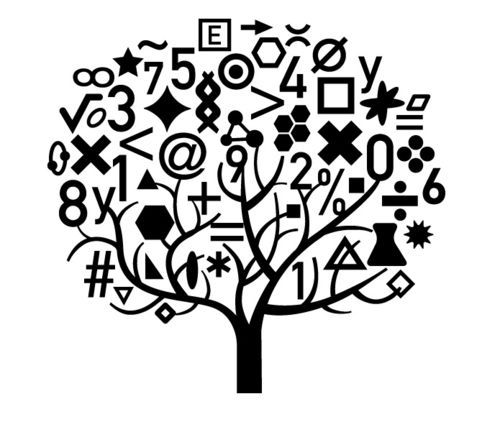 E
∞ 7 5 4 y
√ 3 >
< @ 9 2 0
8 y 1 + % ÷ 6
=
# * 1